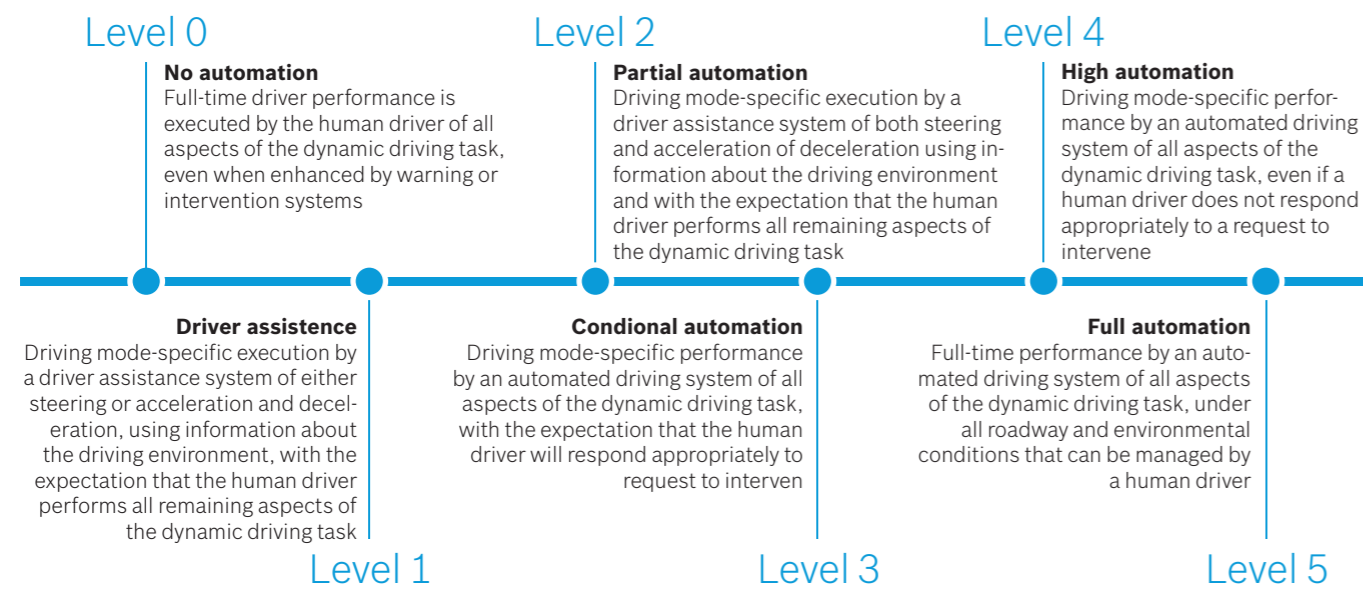 Level 0
No automation
Full-time driver performance is
executed by the human driver of all
aspects of the dynamic driving task,
even when enhanced by warning or
intervention systems
Driver assistence
Driving mode-specific execution by
a driver assistance system of either
steering or acceleration and decel-
eration, using information about
the driving environment, with the
expectation that the human driver
performs all remaining aspects of
the dynamic driving task
Level 1
Level 2
Partial automation
Driving mode-specific execution by a
driver assistance system of both steering
and acceleration of deceleration using in-
formation about the driving environment
and with the expectation that the human
driver performs all remaining aspects of
the dynamic driving task
Condional automation
Driving mode-specific performance
by an automated driving system of all
aspects of the dynamic driving task,
with the expectation that the human
driver will respond appropriately to
request to interven
Level 3
Level 4
High automation
Driving mode-specific perfor-
mance by an automated driving
system of all aspects of the
dynamic driving task, even if a
human driver does not respond
appropriately to a request to
intervene
Full automation
Full-time performance by an auto-
mated driving system of all aspects
of the dynamic driving task, under
all roadway and environmental
conditions that can be managed by
a human driver
Level 5